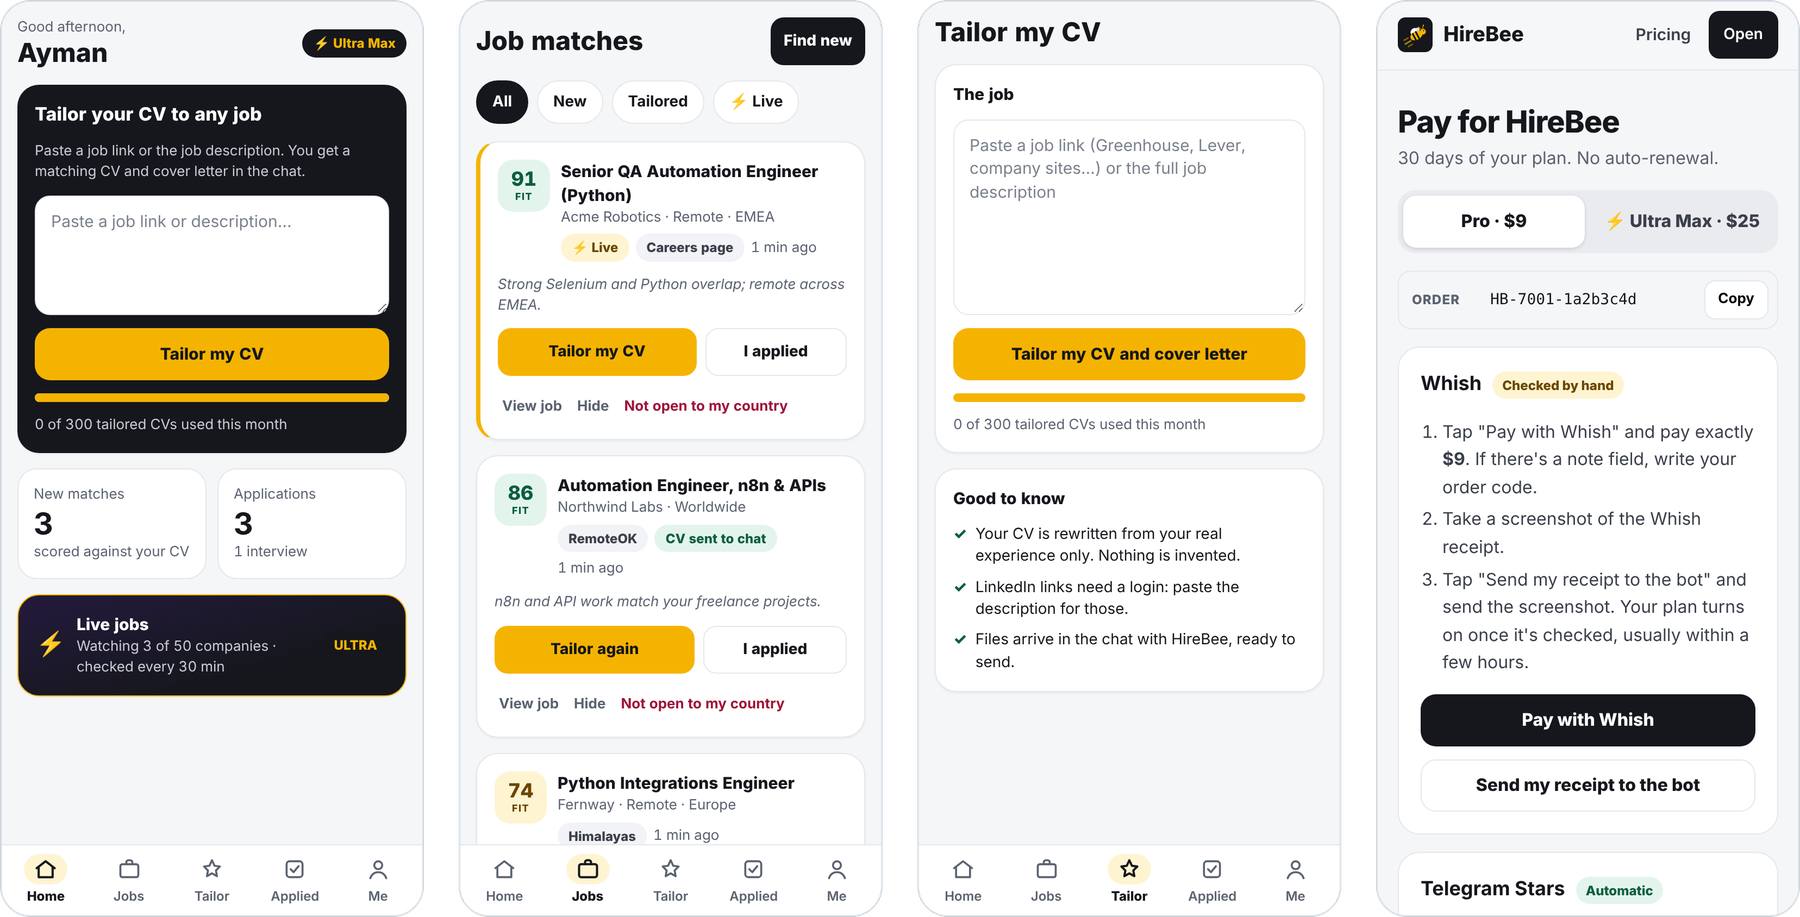 Good afternoon,
Ayman
⚡ Ultra Max
Tailor your CV to any job
Paste a job link or the job description. You get a
matching CV and cover letter in the chat.
Paste a job link or description...
Tailor my CV
0 of 300 tailored CVs used this month
New matches
3
scored against your CV
Applications
3
1 interview
Live jobs
Watching 3 of 50 companies ·
checked every 30 min
ULTRA
Home
Jobs
Tailor
Applied
Me
Job matches
Find new
All
New
Tailored
⚡ Live
91
FIT
Senior QA Automation Engineer
(Python)
Acme Robotics · Remote · EMEA
⚡ Live
Careers page
1 min ago
Strong Selenium and Python overlap; remote across
EMEA.
Tailor my CV
I applied
View job
Hide
Not open to my country
86
FIT
Automation Engineer, n8n & APIs
Northwind Labs · Worldwide
RemoteOK
CV sent to chat
1 min ago
n8n and API work match your freelance projects.
Tailor again
I applied
View job
Hide
Not open to my country
74
FIT
Python Integrations Engineer
Fernway · Remote · Europe
Himalayas
1 min ago
Home
Jobs
Tailor
Applied
Me
Tailor my CV
The job
Paste a job link (Greenhouse, Lever,
company sites...) or the full job
description
Tailor my CV and cover letter
0 of 300 tailored CVs used this month
Good to know
Your CV is rewritten from your real
experience only. Nothing is invented.
LinkedIn links need a login: paste the
description for those.
Files arrive in the chat with HireBee, ready to
send.
Home
Jobs
Tailor
Applied
Me
HireBee
Pricing
Open
Pay for HireBee
30 days of your plan. No auto-renewal.
Pro · $9
⚡ Ultra Max · $25
ORDER
HB-7001-1a2b3c4d
Copy
Whish
Checked by hand
1. Tap "Pay with Whish" and pay exactly
$9. If there's a note field, write your
order code.
2. Take a screenshot of the Whish
receipt.
3. Tap "Send my receipt to the bot" and
send the screenshot. Your plan turns
on once it's checked, usually within a
few hours.
Pay with Whish
Send my receipt to the bot
Telegram Stars
Automatic